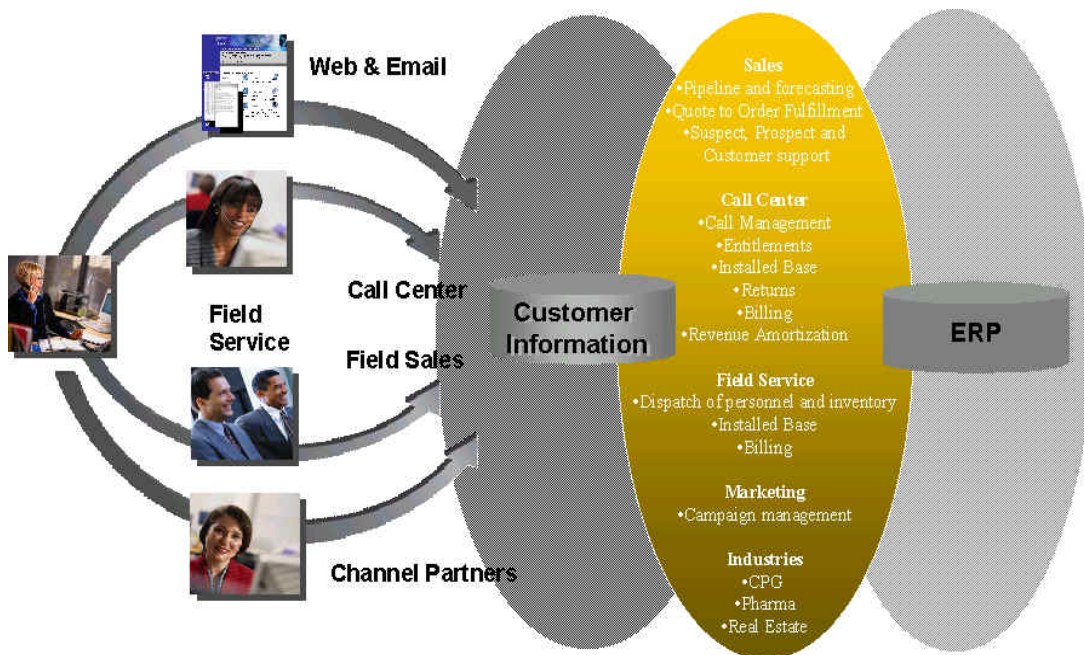 Web & Email
Call Center
Field
Service
Field Sales
Channel Partners
Customer
Information
Sales
•Pipeline and forecasting
•Quote to Order Fulfillment
•Suspect, Prospect and
Customer support
Call Center
•Call Management
•Entitlements
•Installed Base
•Returns
•Billing
•Revenue Amortization
Field Service
•Dispatch of personnel and inventory
•Installed Base
•Billing
Marketing
•Campaign management
Industries
•CPG
•Pharma
•Real Estate
ERP